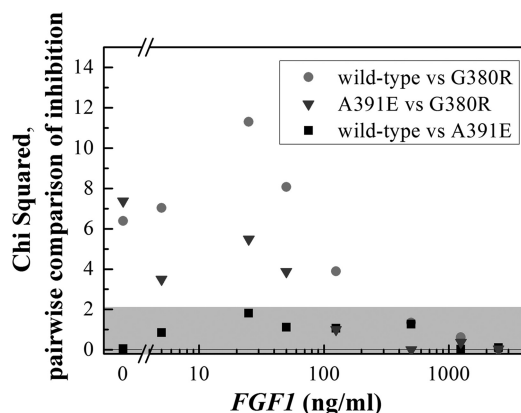 14
12
10
8
6
4
2
0
Chi Squared,
pairwise comparison of inhibition
wild-type vs G380R
A391E vs G380R
wild-type vs A391E
0
10
100
1000
FGF1 (ng/ml)